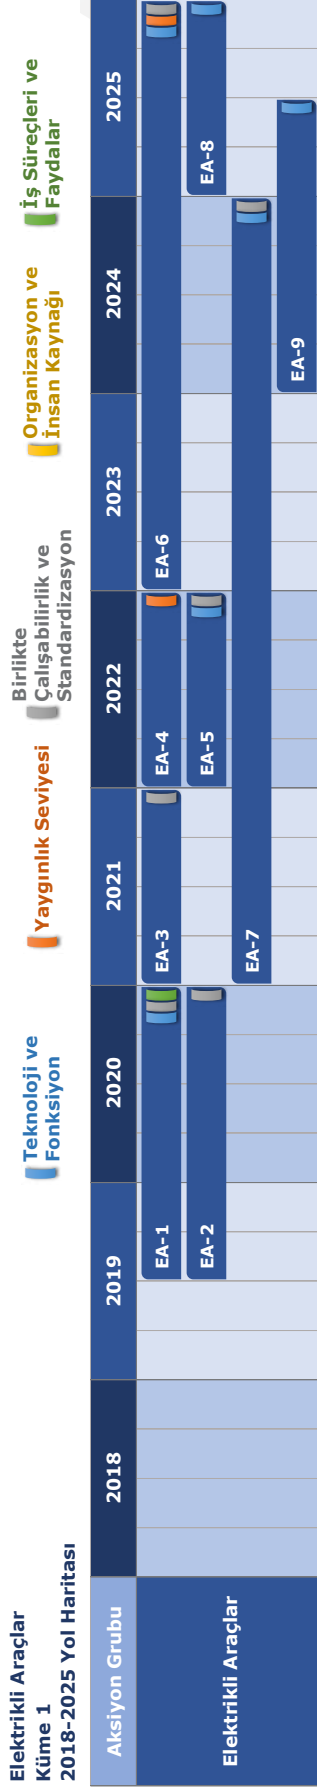 Elektrikli Araçlar
Küme 1
2018-2025 Yol Haritası
Teknoloji ve
Fonksiyon
Yaygınlık Seviyesi
Birlikte
Çalışabilirlik ve
Standardizasyon
Organizasyon ve
İnsan Kaynağı
İş Süreçleri ve
Faydalar
Aksiyon Grubu
2018
2019
2020
2021
2022
2023
2024
2025
Elektrikli Araçlar
EA-1
EA-3
EA-4
EA-6
EA-2
EA-5
EA-8
EA-7
EA-9